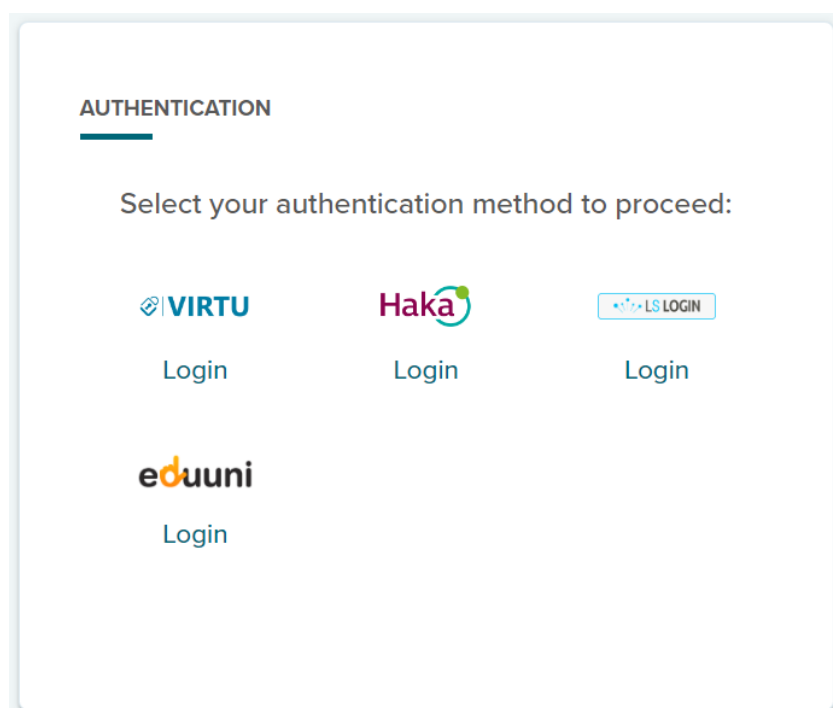 AUTHENTICATION
Select your authentication method to proceed:
VIRTU Haka LS LOGIN
Login Login Login
eduuni
Login